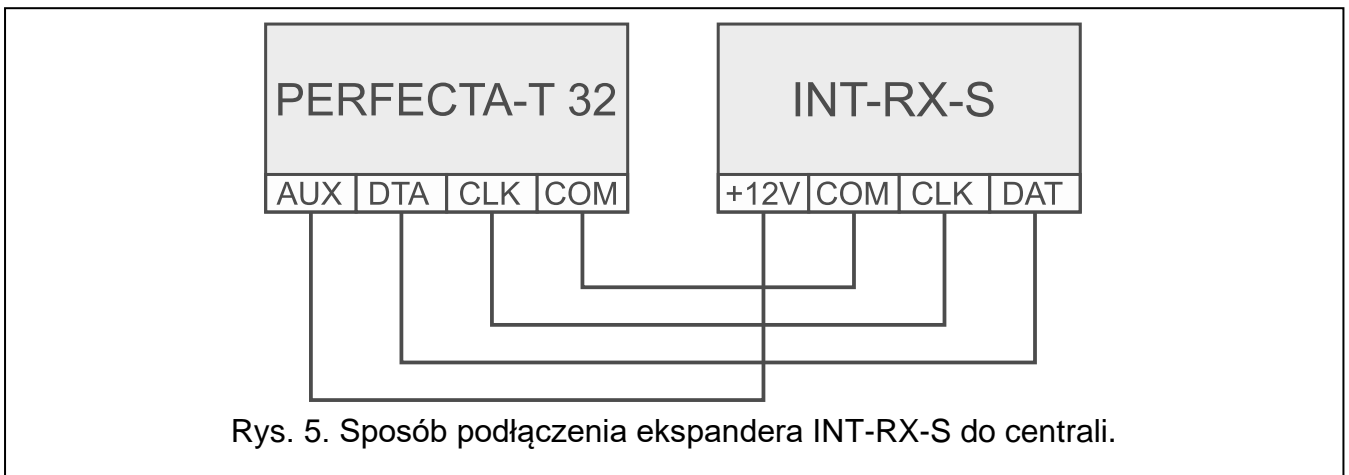 PERFECTA-T 32 INT-RX-S
AUX DTA CLK COM +12V COM CLK DAT
Rys. 5. Sposób podłączenia ekspandera INT-RX-S do centrali.